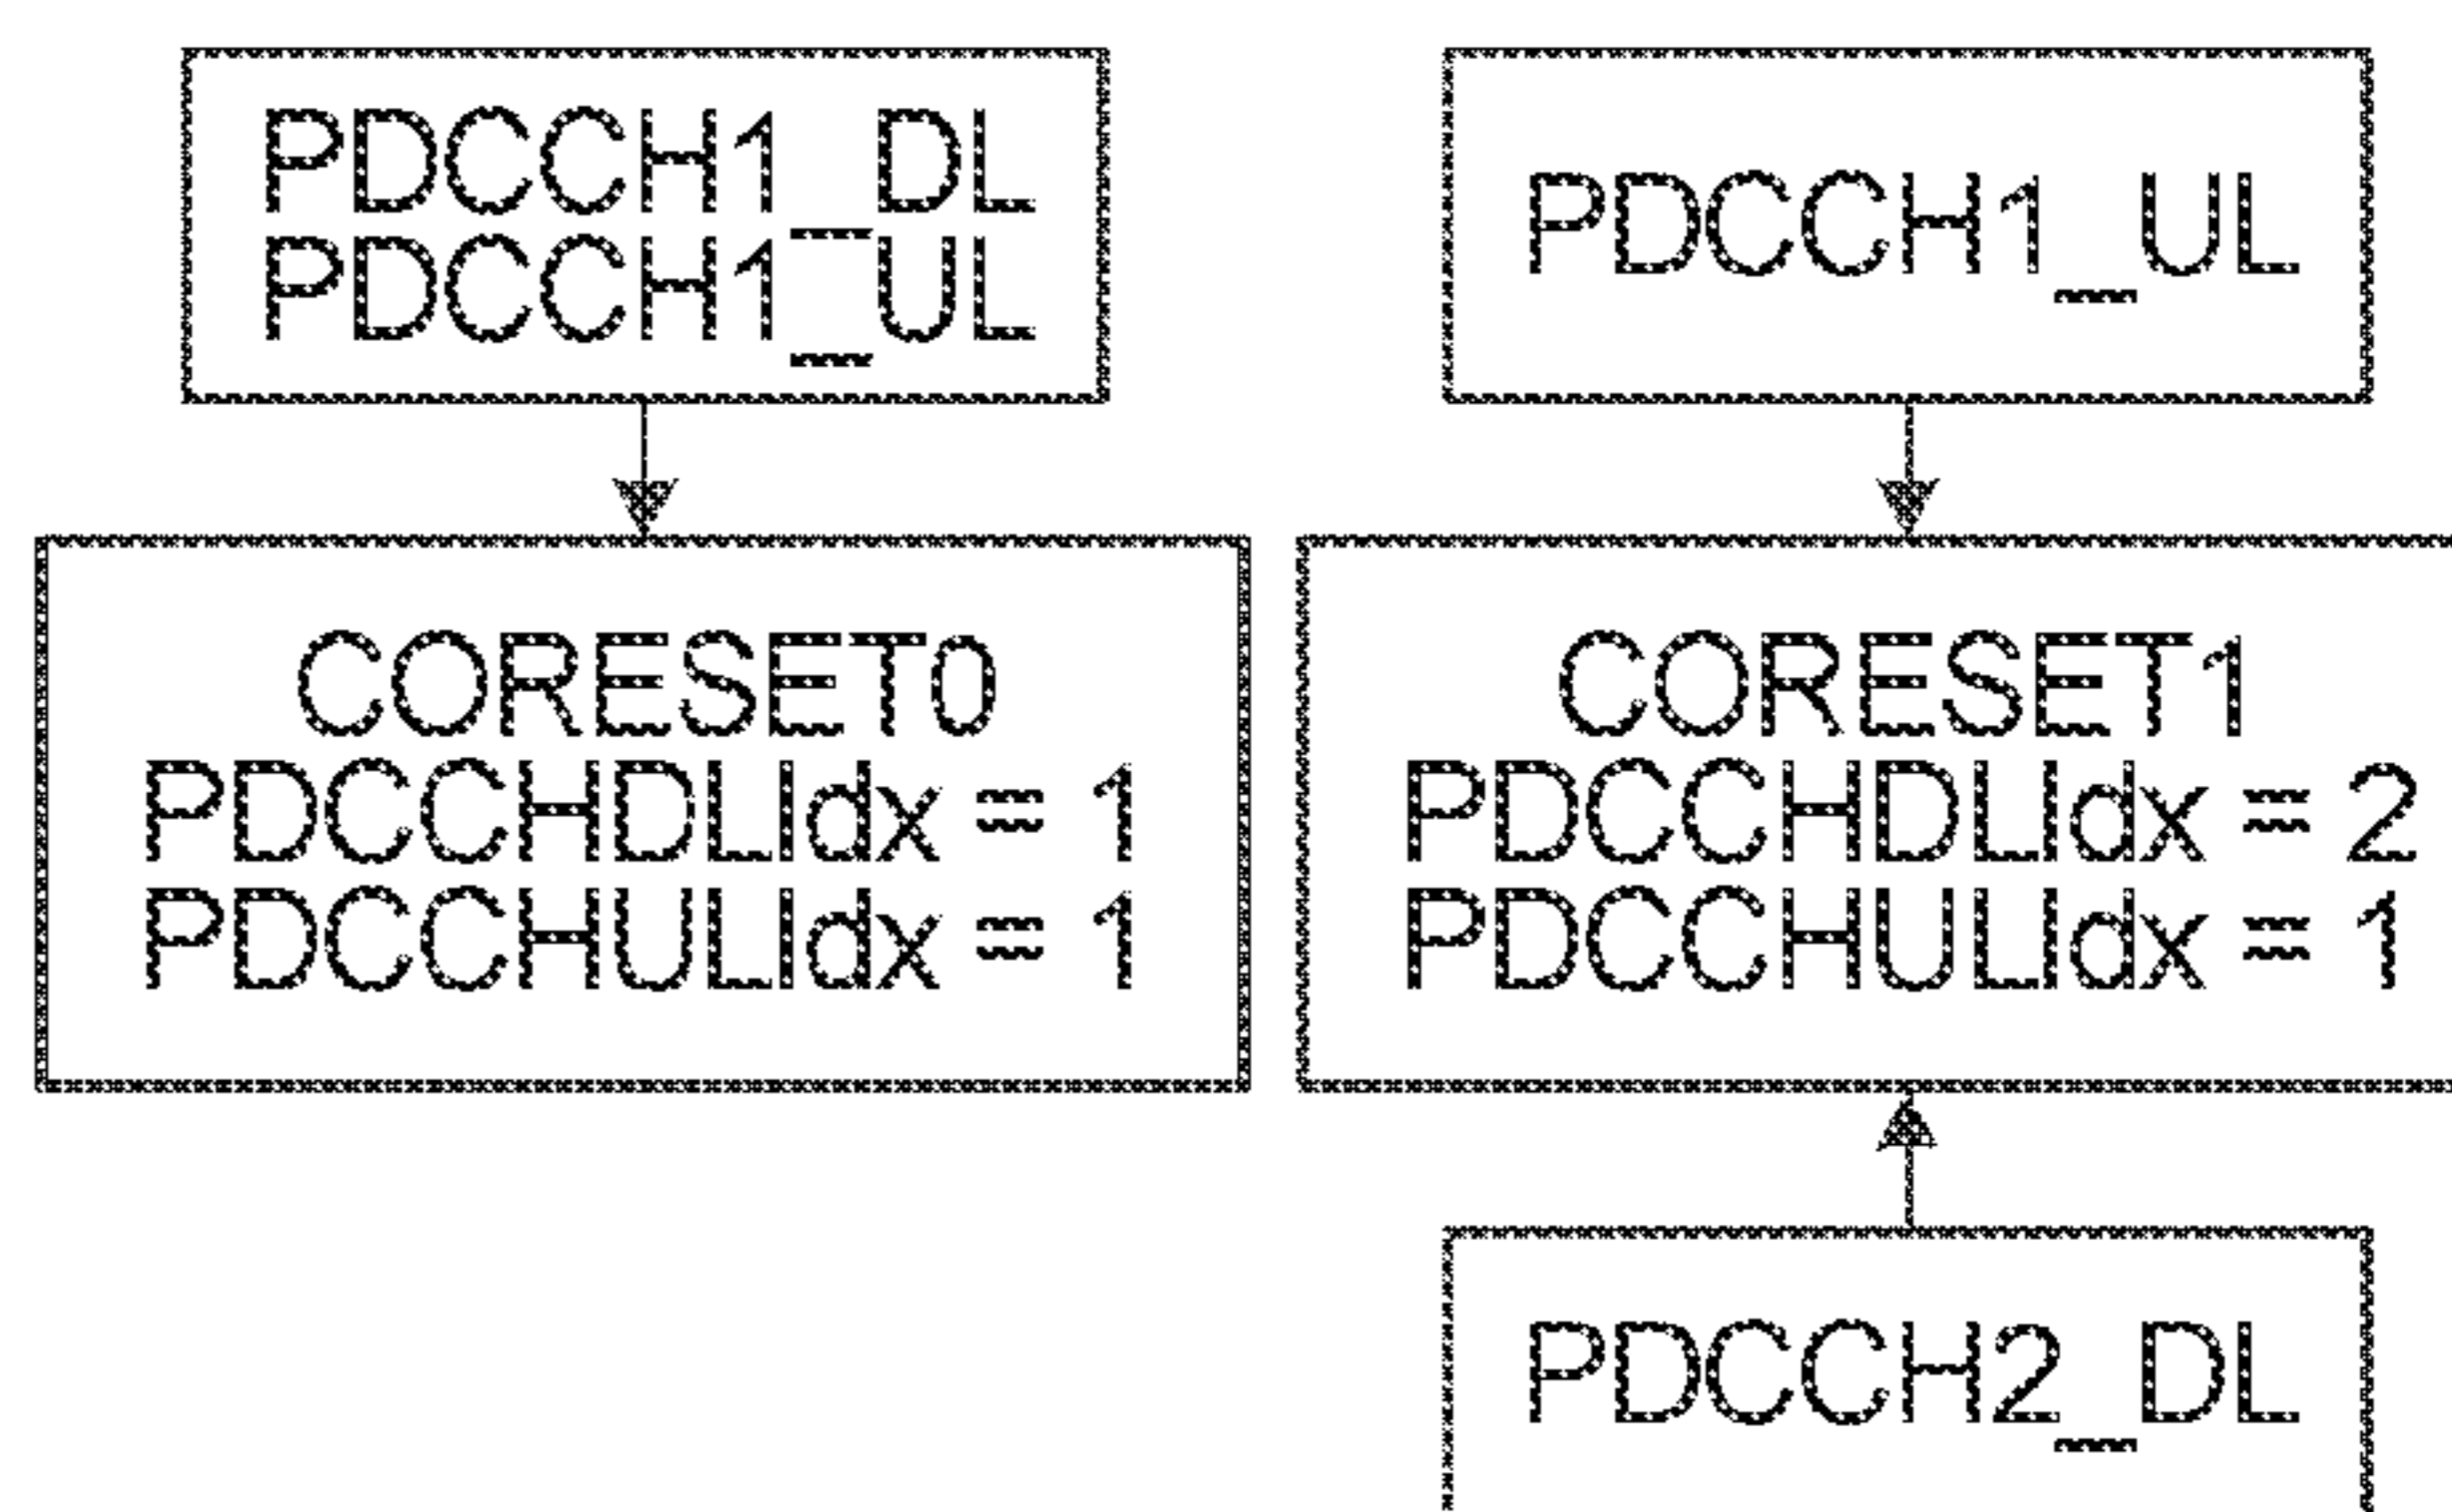 PDCCH1_DL
PDCCH1_UL
PDCCH1_UL
CORESET0
PDCCHDLIdx = 1
PDCCHULIdx = 1
CORESET1
PDCCHDLIdx = 2
PDCCHULIdx = 1
PDCCH2_DL